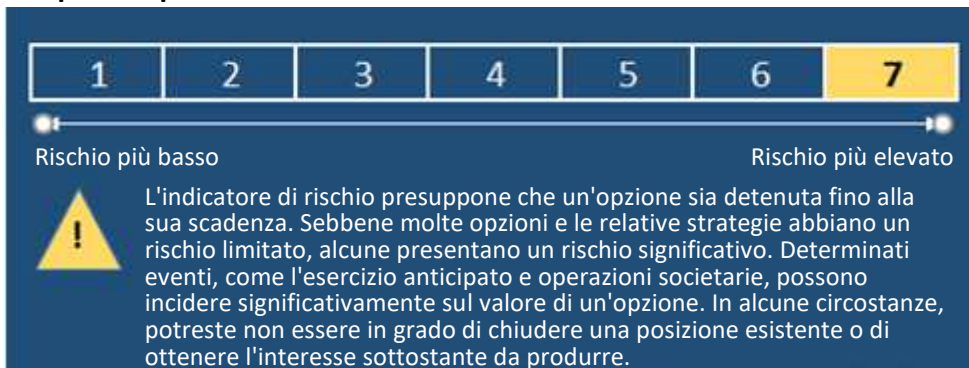 1 2 3 4 5 6 7
Rischio più basso Rischio più elevato
!
L'indicatore di rischio presuppone che un'opzione sia detenuta fino alla
sua scadenza. Sebbene molte opzioni e le relative strategie abbiano un
rischio limitato, alcune presentano un rischio significativo. Determinati
eventi, come l'esercizio anticipato e operazioni societarie, possono
incidere significativamente sul valore di un'opzione. In alcune circostanze,
potreste non essere in grado di chiudere una posizione esistente o di
ottenere l'interesse sottostante da produrre.